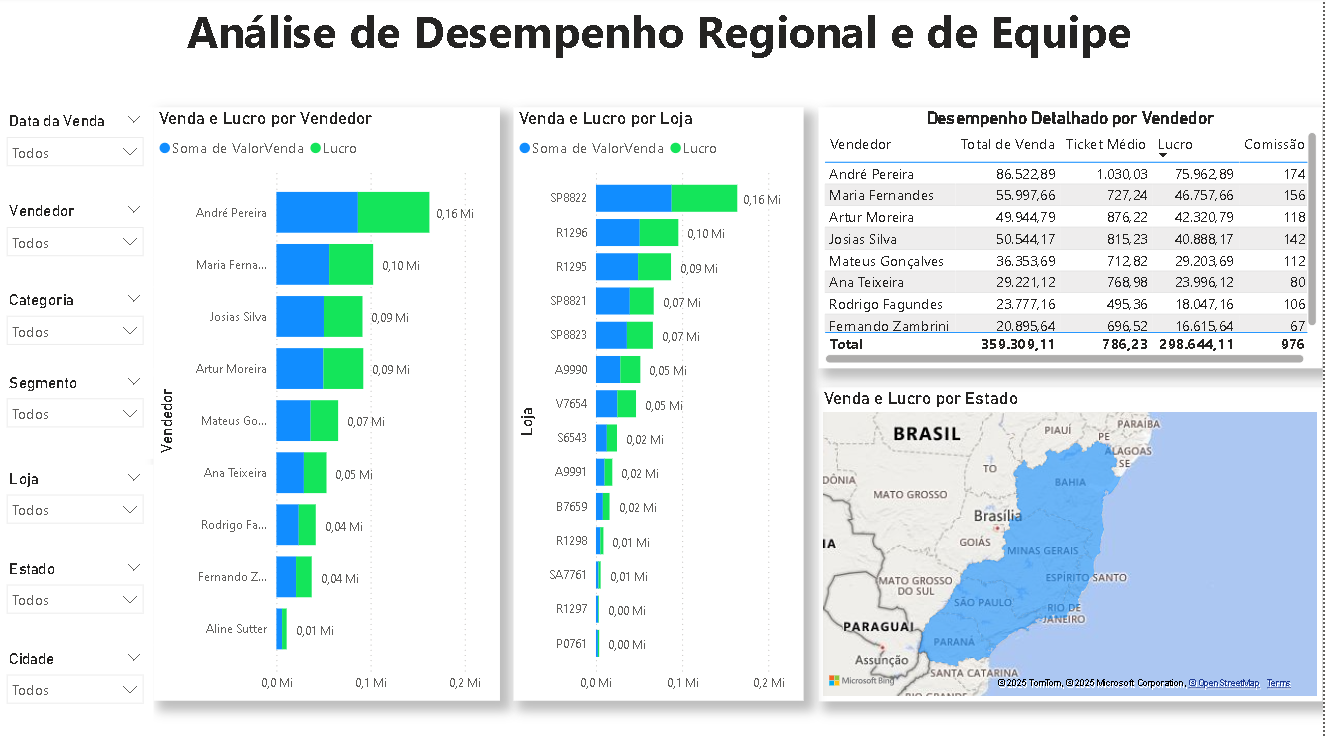 Análise de Desempenho Regional e de Equipe
Data da Venda
Todos
Vendedor
Todos
Categoria
Todos
Segmento
Todos
Loja
Todos
Estado
Todos
Cidade
Todos
Venda e Lucro por Vendedor
Soma de ValorVenda Lucro
Vendedor
André Pereira 0,16 Mi
Maria Ferna... 0,10 Mi
Josias Silva 0,09 Mi
Artur Moreira 0,09 Mi
Mateus Go... 0,07 Mi
Ana Teixeira 0,05 Mi
Rodrigo Fa... 0,04 Mi
Fernando Z... 0,04 Mi
Aline Sutter 0,01 Mi
0,0 Mi 0,1 Mi 0,2 Mi
Venda e Lucro por Loja
Soma de ValorVenda Lucro
Loja
SP8822 0,16 Mi
R1296 0,10 Mi
R1295 0,09 Mi
SP8821 0,07 Mi
SP8823 0,07 Mi
A9990 0,05 Mi
V7654 0,05 Mi
S6543 0,02 Mi
A9991 0,02 Mi
B7659 0,02 Mi
R1298 0,01 Mi
SA7761 0,01 Mi
R1297 0,00 Mi
P0761 0,00 Mi
0,0 Mi 0,1 Mi 0,2 Mi
Desempenho Detalhado por Vendedor
Vendedor Total de Venda Ticket Médio Lucro Comissão
André Pereira 86.522,89 1.030,03 75.962,89 174
Maria Fernandes 55.997,66 727,24 46.757,66 156
Artur Moreira 49.944,79 876,22 42.320,79 118
Josias Silva 50.544,17 815,23 40.888,17 142
Mateus Gonçalves 36.353,69 712,82 29.203,69 112
Ana Teixeira 29.221,12 768,98 23.996,12 80
Rodrigo Fagundes 23.777,16 495,36 18.047,16 106
Fernando Zambrini 20.895,64 696,52 16.615,64 67
Total 359.309,11 786,23 298.644,11 976
Venda e Lucro por Estado
BRASIL
PIAUÍ
PARAÍBA
PE
ALAGOAS
SE
TO
DÔNIA
BAHIA
MATO GROSSO
Brasília
GOIÁS
IA
MINAS GERAIS
MATO GROSSO
DO SUL
ESPÍRITO SANTO
SÃO PAULO
RIO DE
JANEIRO
PARAGUAI
PARANÁ
Assunção
SANTA CATARINA
Microsoft Bing
©2025 TomTom, ©2025 Microsoft Corporation, © OpenStreetMap Terms
RIO GRANDE